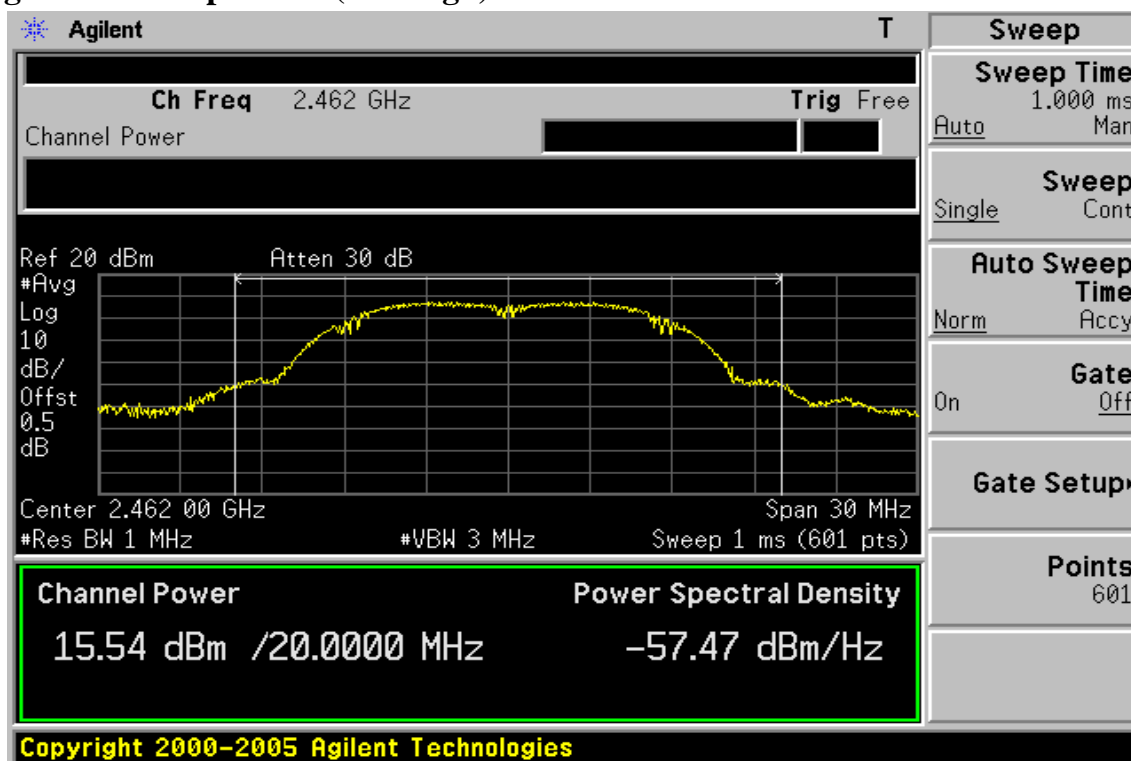 Agilent T
Ch Freq 2.462 GHz Trig Free
Channel Power
Ref 20 dBm Atten 30 dB
#Avg
Log
10
dB/
Offst
0.5
dB
Center 2.462 00 GHz Span 30 MHz
#Res BW 1 MHz #VBW 3 MHz Sweep 1 ms (601 pts)
Channel Power Power Spectral Density
15.54 dBm /20.0000 MHz -57.47 dBm/Hz
Copyright 2000-2005 Agilent Technologies
Sweep
Sweep Time
1.000 ms
Auto Man
Sweep
Single Cont
Auto Sweep
Time
Norm Accy
Gate
On Off
Gate Setup
Points
601